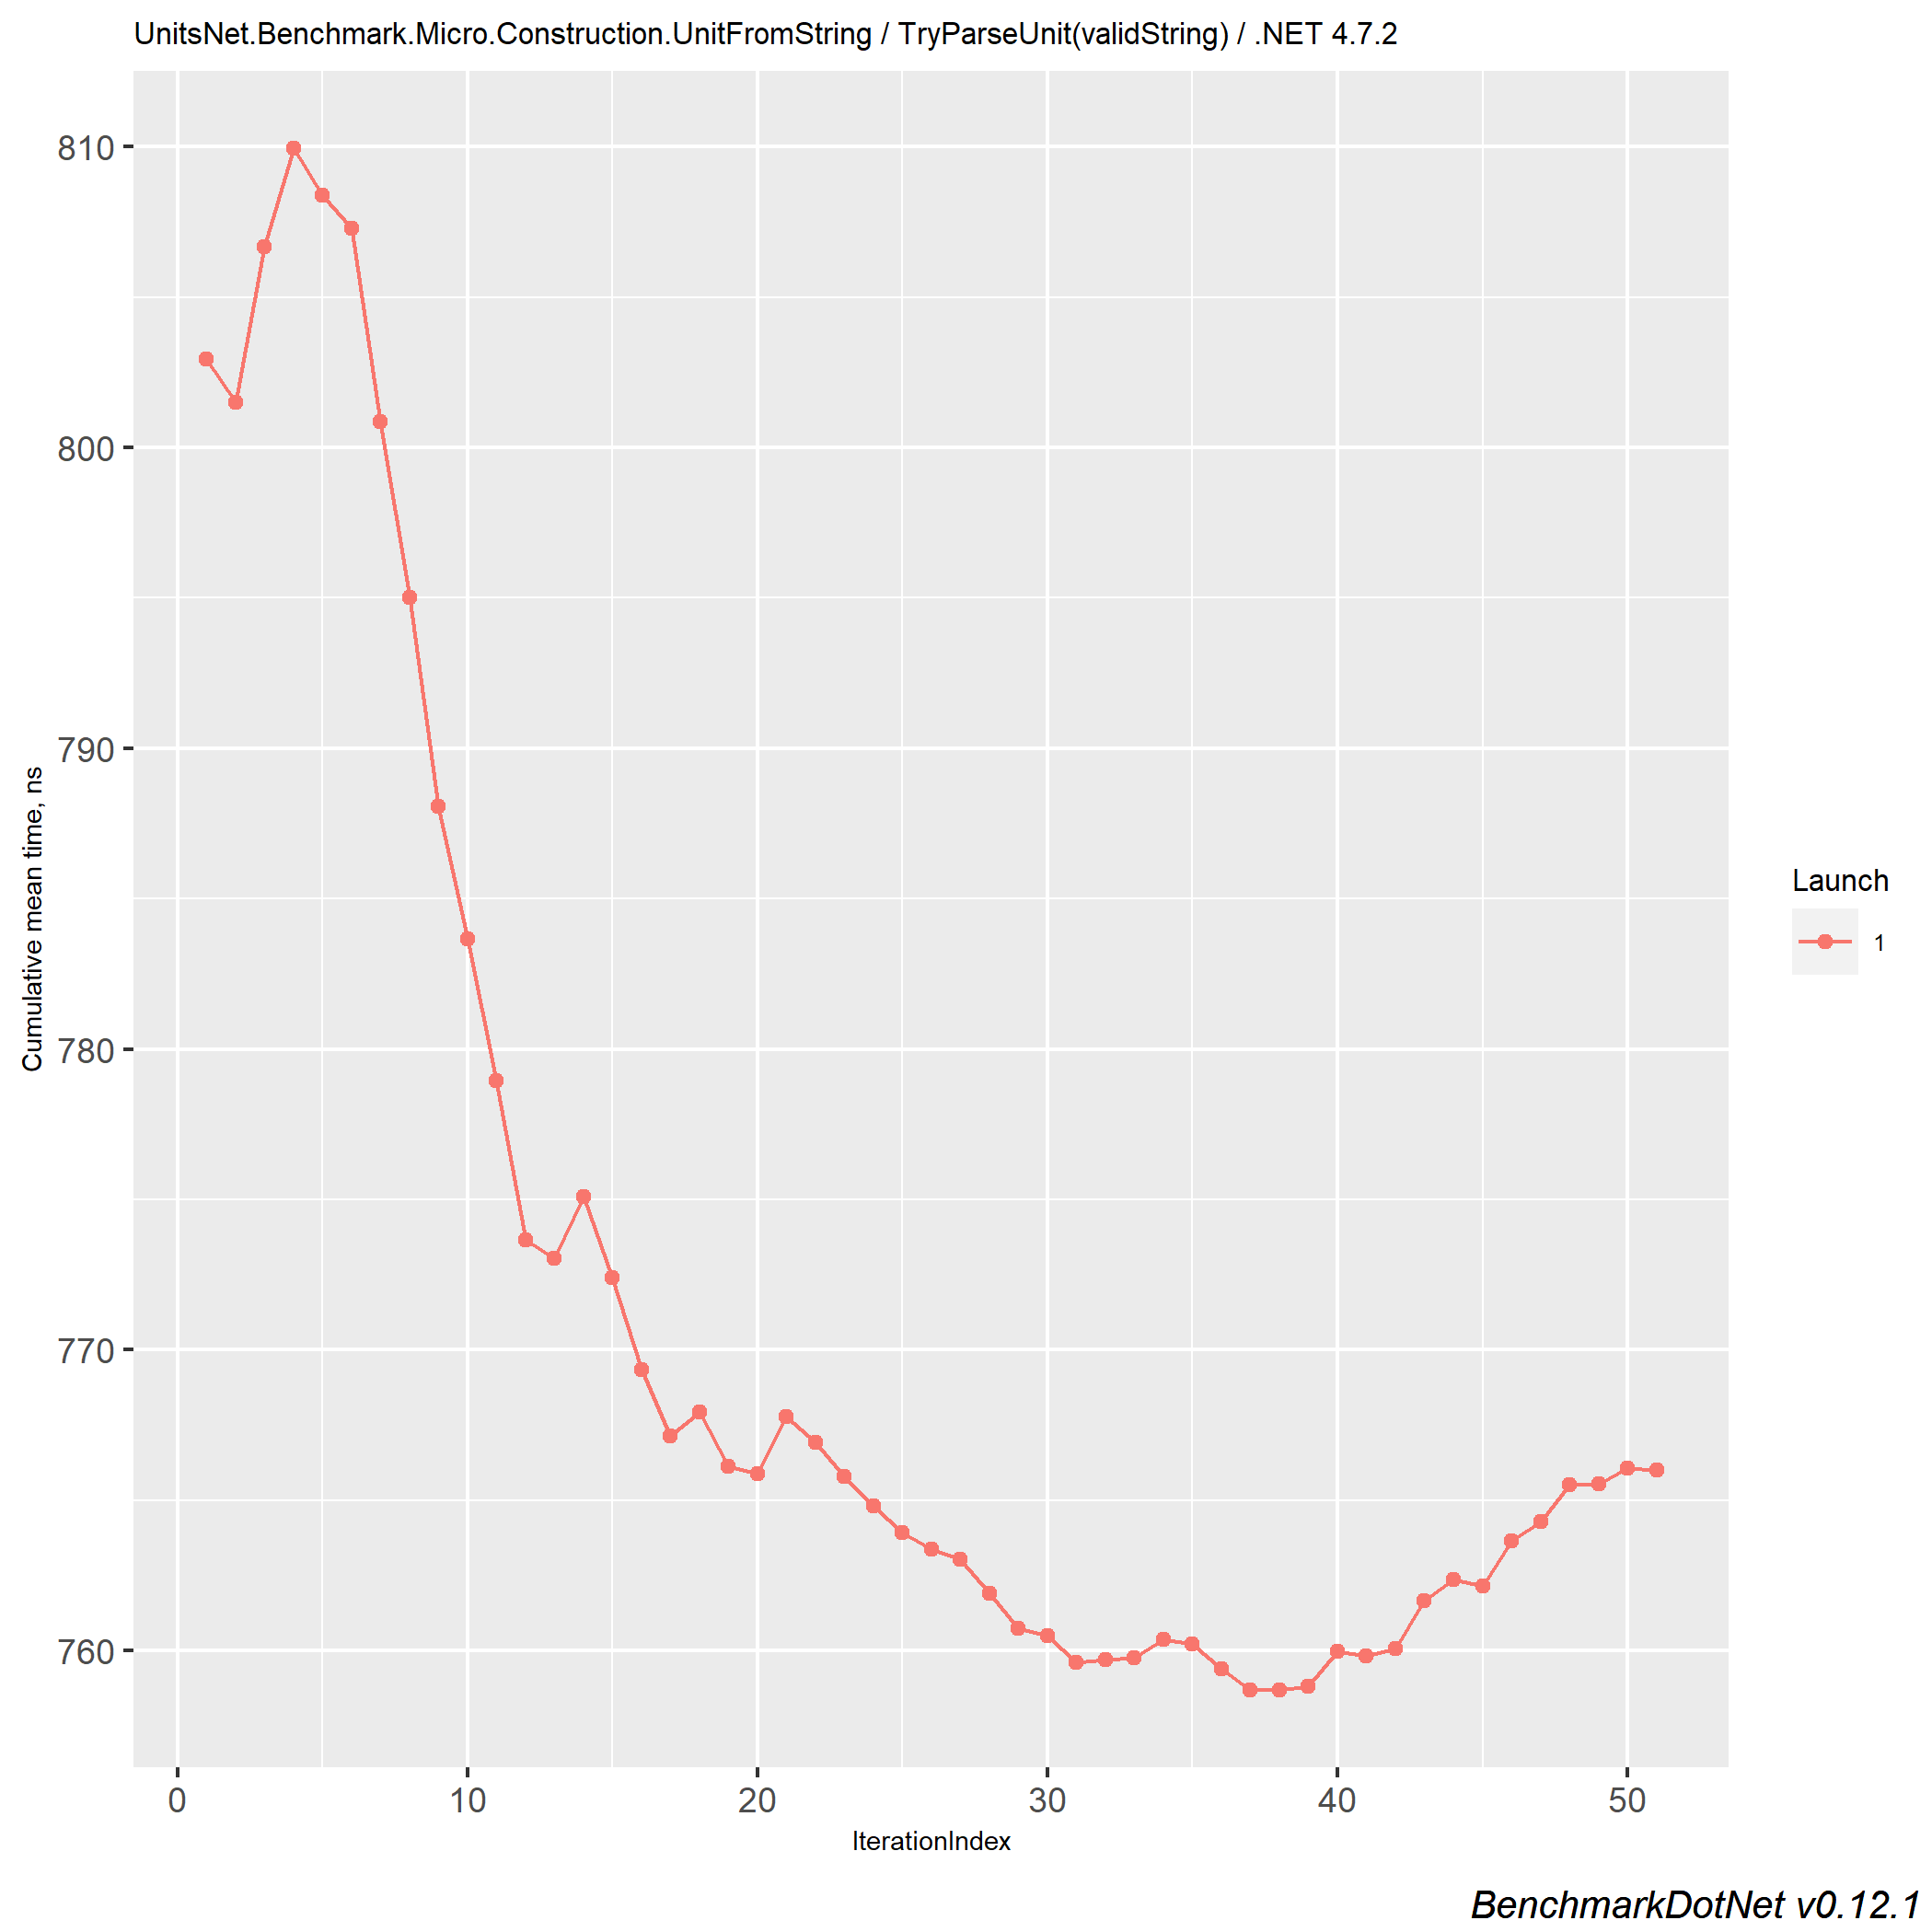 UnitsNet.Benchmark.Micro.Construction.UnitFromString / TryParseUnit(validString) / .NET 4.7.2
810
800
790
780
770
760
Cumulative mean time, ns
0 10 20 30 40 50
IterationIndex
Launch
1
BenchmarkDotNet v0.12.1